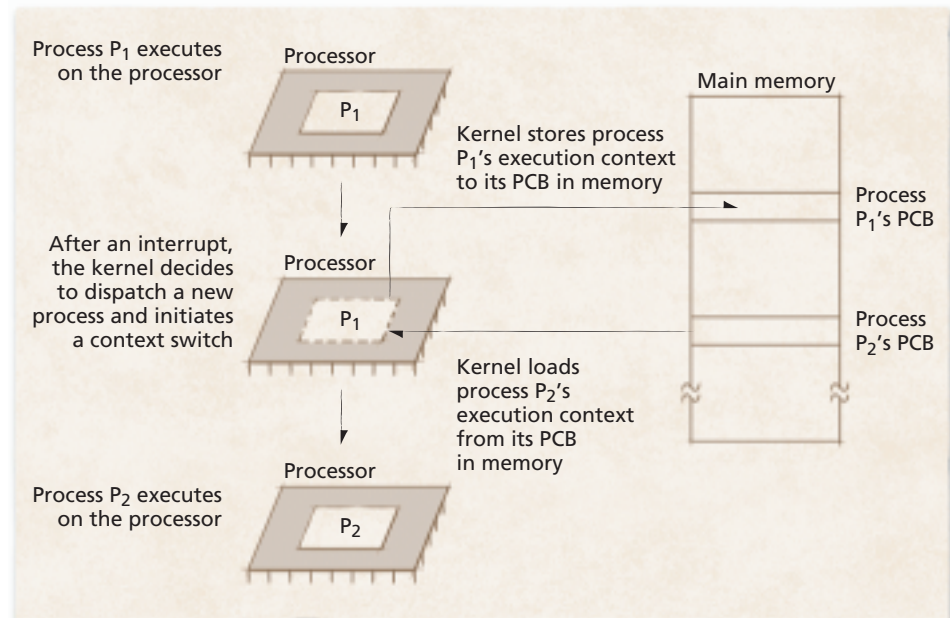 Process P₁ executes
on the processor
Processor
P₁
Main memory
Kernel stores process
P₁'s execution context
to its PCB in memory
Process
P₁'s PCB
After an interrupt,
the kernel decides
to dispatch a new
process and initiates
a context switch
Processor
P₁
Process
P₂'s PCB
Kernel loads
process P₂'s
execution context
from its PCB
in memory
Processor
Process P₂ executes
on the processor
P₂